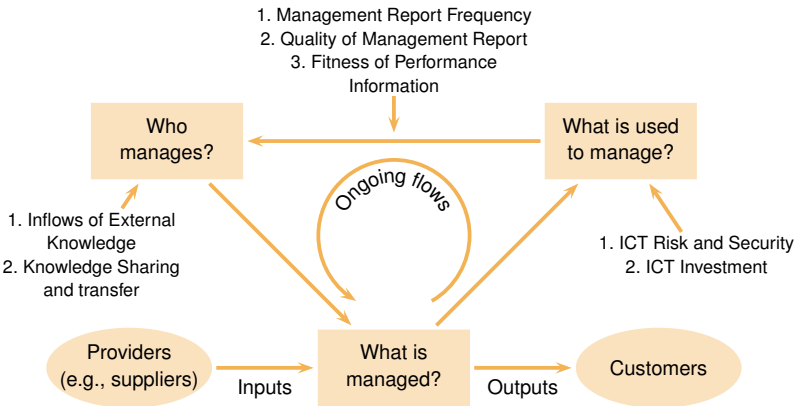 1. Management Report Frequency
2. Quality of Management Report
3. Fitness of Performance
Information
Who
manages?
What is used
to manage?
Ongoing flows
1. Inflows of External
Knowledge
2. Knowledge Sharing
and transfer
1. ICT Risk and Security
2. ICT Investment
Providers
(e.g., suppliers)
Inputs
What is
managed?
Outputs
Customers